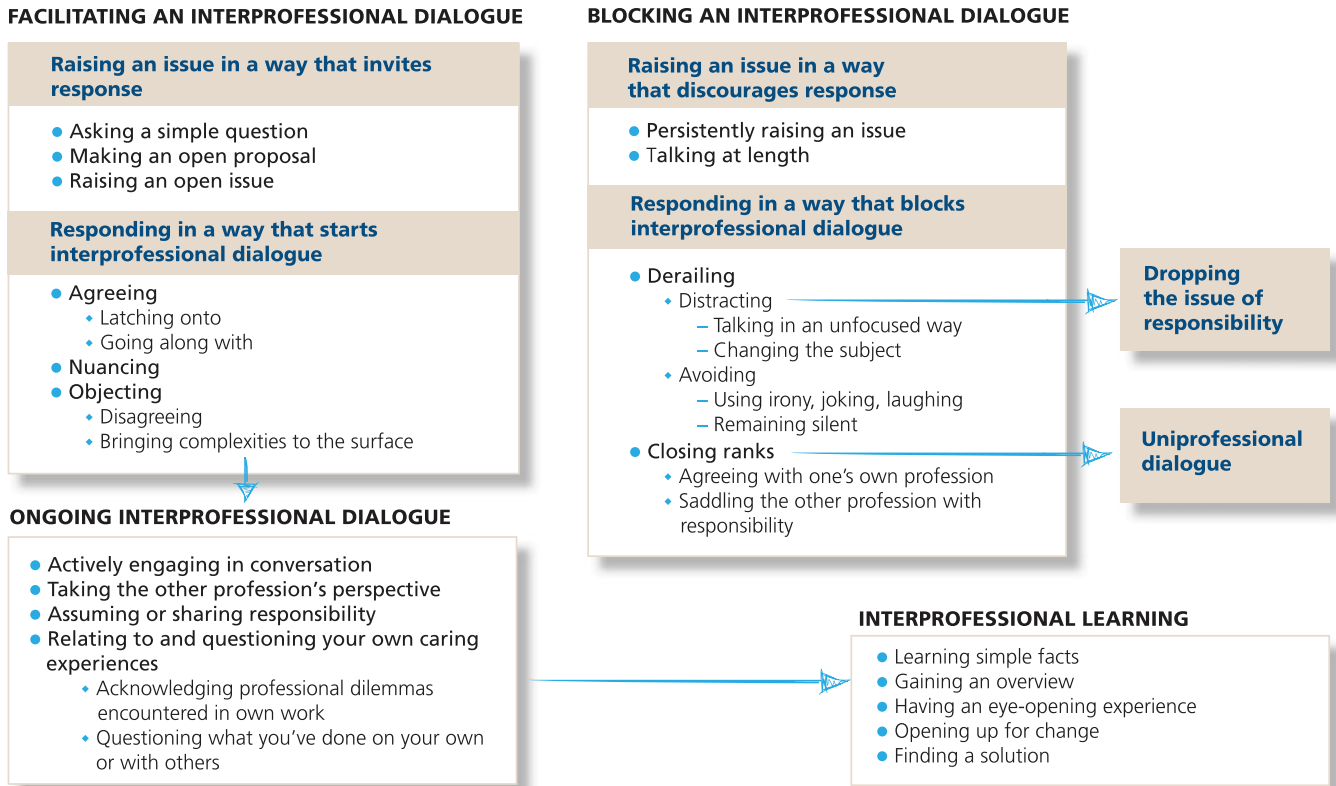 FACILITATING AN INTERPROFESSIONAL DIALOGUE
Raising an issue in a way that invites
response
● Asking a simple question
● Making an open proposal
● Raising an open issue
Responding in a way that starts
interprofessional dialogue
● Agreeing
◆ Latching onto
◆ Going along with
● Nuancing
● Objecting
◆ Disagreeing
◆ Bringing complexities to the surface
ONGOING INTERPROFESSIONAL DIALOGUE
● Actively engaging in conversation
● Taking the other profession’s perspective
● Assuming or sharing responsibility
● Relating to and questioning your own caring
experiences
◆ Acknowledging professional dilemmas
encountered in own work
◆ Questioning what you’ve done on your own
or with others
BLOCKING AN INTERPROFESSIONAL DIALOGUE
Raising an issue in a way
that discourages response
● Persistently raising an issue
● Talking at length
Responding in a way that blocks
interprofessional dialogue
● Derailing
◆ Distracting
– Talking in an unfocused way
– Changing the subject
◆ Avoiding
– Using irony, joking, laughing
– Remaining silent
● Closing ranks
◆ Agreeing with one’s own profession
◆ Saddling the other profession with
responsibility
Dropping
the issue of
responsibility
Uniprofessional
dialogue
INTERPROFESSIONAL LEARNING
● Learning simple facts
● Gaining an overview
● Having an eye-opening experience
● Opening up for change
● Finding a solution